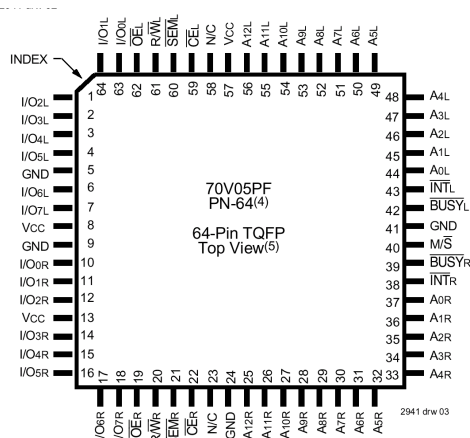 INDEX
I/O1L
I/O0L
OEL
R/WL
SEML
CEL
N/C
VCC
A12L
A11L
A10L
A9L
A8L
A7L
A6L
A5L
64
63
62
61
60
59
58
57
56
55
54
53
52
51
50
49
I/O2L 1
I/O3L 2
I/O4L 3
I/O5L 4
GND 5
I/O6L 6
I/O7L 7
VCC 8
GND 9
I/O0R 10
I/O1R 11
I/O2R 12
VCC 13
I/O3R 14
I/O4R 15
I/O5R 16
70V05PF
PN-64(4)
64-Pin TQFP
Top View(5)
48 A4L
47 A3L
46 A2L
45 A1L
44 A0L
43 INTL
42 BUSYL
41 GND
40 M/S
39 BUSYR
38 INTR
37 A0R
36 A1R
35 A2R
34 A3R
33 A4R
17
18
19
20
21
22
23
24
25
26
27
28
29
30
31
32
I/O6R
I/O7R
OER
R/WR
SEMR
CER
N/C
GND
A12R
A11R
A10R
A9R
A8R
A7R
A6R
A5R
2941 drw 03